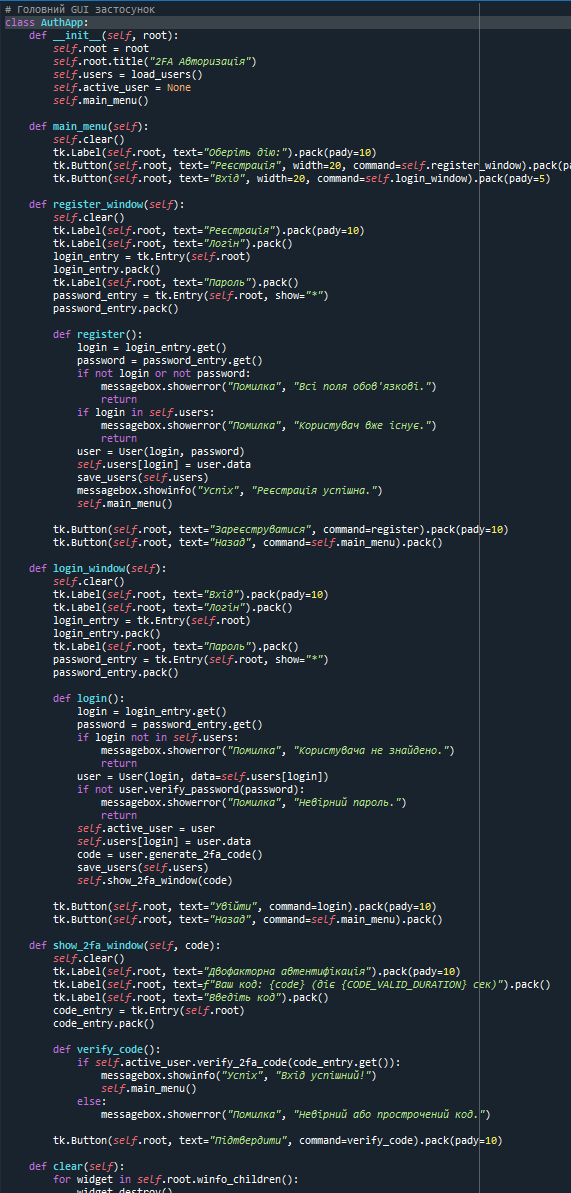 # Головний GUI застосунок
class AuthApp:
    def __init__(self, root):
        self.root = root
        self.root.title("2FA Авторизація")
        self.users = load_users()
        self.active_user = None
        self.main_menu()

    def main_menu(self):
        self.clear()
        tk.Label(self.root, text="Оберіть дію:").pack(pady=10)
        tk.Button(self.root, text="Реєстрація", width=20, command=self.register_window).pack(pa
        tk.Button(self.root, text="Вхід", width=20, command=self.login_window).pack(pady=5)

    def register_window(self):
        self.clear()
        tk.Label(self.root, text="Реєстрація").pack(pady=10)
        tk.Label(self.root, text="Логін").pack()
        login_entry = tk.Entry(self.root)
        login_entry.pack()
        tk.Label(self.root, text="Пароль").pack()
        password_entry = tk.Entry(self.root, show="*")
        password_entry.pack()

        def register():
            login = login_entry.get()
            password = password_entry.get()
            if not login or not password:
                messagebox.showerror("Помилка", "Всі поля обов'язкові.")
                return
            if login in self.users:
                messagebox.showerror("Помилка", "Користувач вже існує.")
                return
            user = User(login, password)
            self.users[login] = user.data
            save_users(self.users)
            messagebox.showinfo("Успіх", "Реєстрація успішна.")
            self.main_menu()

        tk.Button(self.root, text="Зареєструватися", command=register).pack(pady=10)
        tk.Button(self.root, text="Назад", command=self.main_menu).pack()

    def login_window(self):
        self.clear()
        tk.Label(self.root, text="Вхід").pack(pady=10)
        tk.Label(self.root, text="Логін").pack()
        login_entry = tk.Entry(self.root)
        login_entry.pack()
        tk.Label(self.root, text="Пароль").pack()
        password_entry = tk.Entry(self.root, show="*")
        password_entry.pack()

        def login():
            login = login_entry.get()
            password = password_entry.get()
            if login not in self.users:
                messagebox.showerror("Помилка", "Користувача не знайдено.")
                return
            user = User(login, data=self.users[login])
            if not user.verify_password(password):
                messagebox.showerror("Помилка", "Невірний пароль.")
                return
            self.active_user = user
            self.users[login] = user.data
            code = user.generate_2fa_code()
            save_users(self.users)
            self.show_2fa_window(code)

        tk.Button(self.root, text="Увійти", command=login).pack(pady=10)
        tk.Button(self.root, text="Назад", command=self.main_menu).pack()

    def show_2fa_window(self, code):
        self.clear()
        tk.Label(self.root, text="Двофакторна автентифікація").pack(pady=10)
        tk.Label(self.root, text=f"Ваш код: {code} (діє {CODE_VALID_DURATION} сек)").pack()
        tk.Label(self.root, text="Введіть код").pack()
        code_entry = tk.Entry(self.root)
        code_entry.pack()

        def verify_code():
            if self.active_user.verify_2fa_code(code_entry.get()):
                messagebox.showinfo("Успіх", "Вхід успішний!")
                self.main_menu()
            else:
                messagebox.showerror("Помилка", "Невірний або прострочений код.")

        tk.Button(self.root, text="Підтвердити", command=verify_code).pack(pady=10)

    def clear(self):
        for widget in self.root.winfo_children():
            widget.destroy()